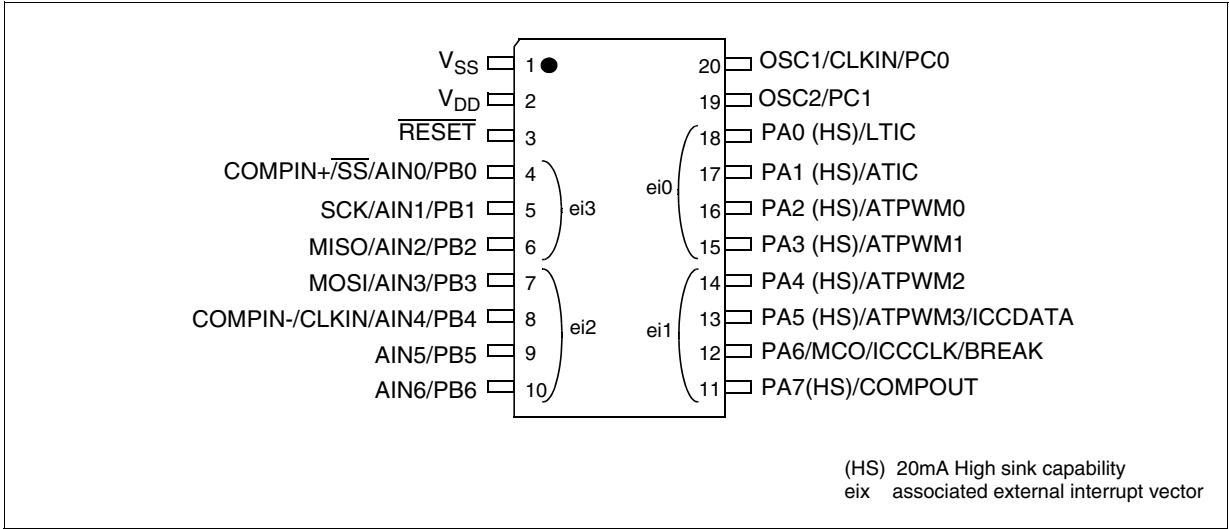 VSS 1 20 OSC1/CLKIN/PC0
VDD 2 19 OSC2/PC1
RESET 3 18 PA0 (HS)/LTIC
COMPIN+/SS/AIN0/PB0 4 17 PA1 (HS)/ATIC
ei0
SCK/AIN1/PB1 5 ei3 16 PA2 (HS)/ATPWM0
MISO/AIN2/PB2 6 15 PA3 (HS)/ATPWM1
MOSI/AIN3/PB3 7 14 PA4 (HS)/ATPWM2
COMPIN-/CLKIN/AIN4/PB4 8 ei2 ei1 13 PA5 (HS)/ATPWM3/ICCDATA
AIN5/PB5 9 12 PA6/MCO/ICCCLK/BREAK
AIN6/PB6 10 11 PA7(HS)/COMPOUT
(HS) 20mA High sink capability
eix associated external interrupt vector